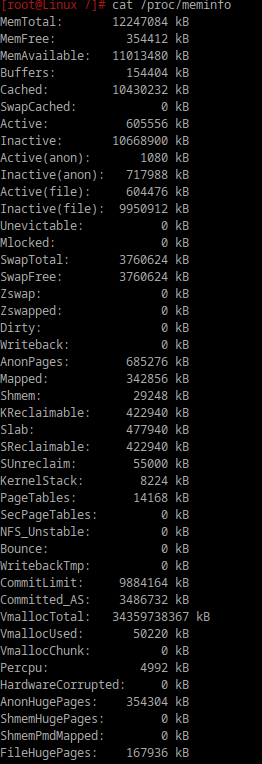 [root@Linux /]# cat /proc/meminfo
MemTotal:       12247084 kB
MemFree:          354412 kB
MemAvailable:   11013480 kB
Buffers:          154404 kB
Cached:         10430232 kB
SwapCached:            0 kB
Active:           605556 kB
Inactive:       10668900 kB
Active(anon):       1080 kB
Inactive(anon):   717988 kB
Active(file):     604476 kB
Inactive(file):  9950912 kB
Unevictable:           0 kB
Mlocked:               0 kB
SwapTotal:       3760624 kB
SwapFree:        3760624 kB
Zswap:                 0 kB
Zswapped:              0 kB
Dirty:                 0 kB
Writeback:             0 kB
AnonPages:        685276 kB
Mapped:           342856 kB
Shmem:             29248 kB
KReclaimable:     422940 kB
Slab:             477940 kB
SReclaimable:     422940 kB
SUnreclaim:        55000 kB
KernelStack:        8224 kB
PageTables:        14168 kB
SecPageTables:         0 kB
NFS_Unstable:          0 kB
Bounce:                0 kB
WritebackTmp:          0 kB
CommitLimit:     9884164 kB
Committed_AS:    3486732 kB
VmallocTotal:   34359738367 kB
VmallocUsed:       50220 kB
VmallocChunk:          0 kB
Percpu:             4992 kB
HardwareCorrupted:     0 kB
AnonHugePages:    354304 kB
ShmemHugePages:        0 kB
ShmemPmdMapped:        0 kB
FileHugePages:    167936 kB